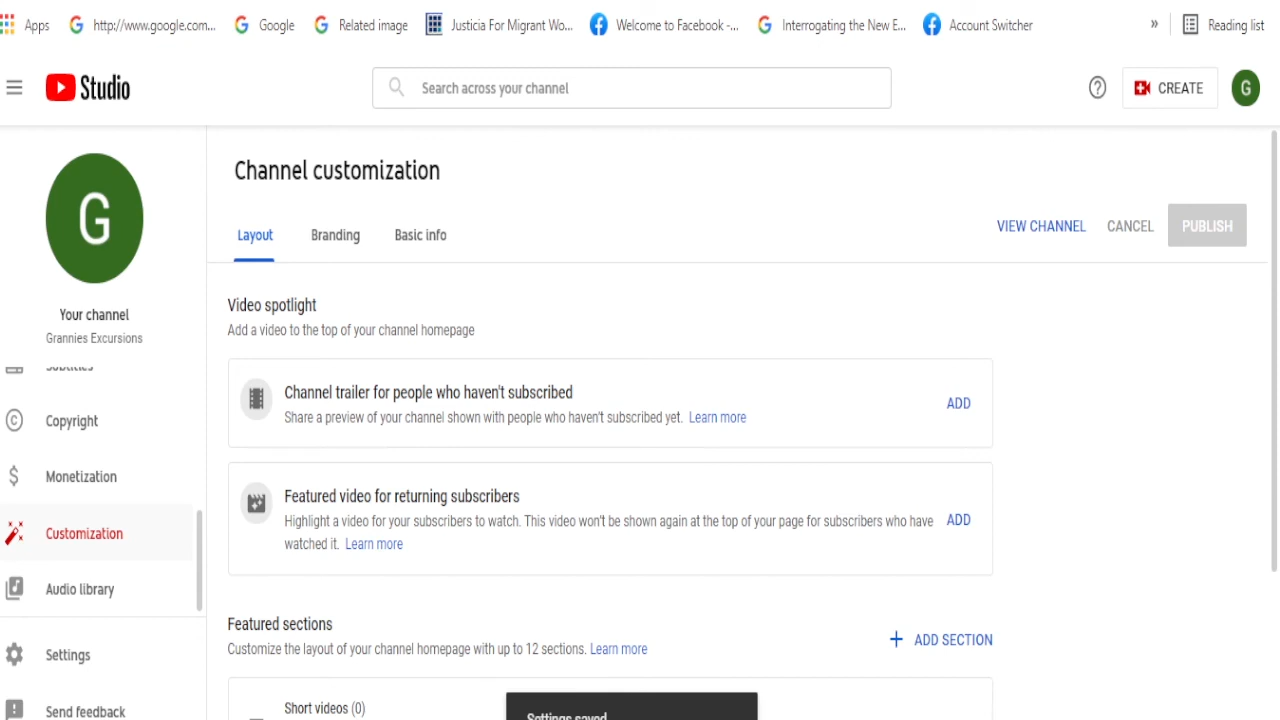 Apps http://www.google.com... Google Related image Justicia For Migrant Wo... Welcome to Facebook -... Interrogating the New E... Account Switcher » Reading list
Studio Search across your channel ? CREATE G
G
Your channel
Grannies Excursions
Subtitles
Copyright
Monetization
Customization
Audio library
Settings
Send feedback
Channel customization
Layout Branding Basic info VIEW CHANNEL CANCEL PUBLISH
Video spotlight
Add a video to the top of your channel homepage
Channel trailer for people who haven't subscribed
Share a preview of your channel shown with people who haven't subscribed yet. Learn more
ADD
Featured video for returning subscribers
Highlight a video for your subscribers to watch. This video won't be shown again at the top of your page for subscribers who have
watched it. Learn more
ADD
Featured sections
Customize the layout of your channel homepage with up to 12 sections. Learn more
+ ADD SECTION
Short videos (0)
Settings saved